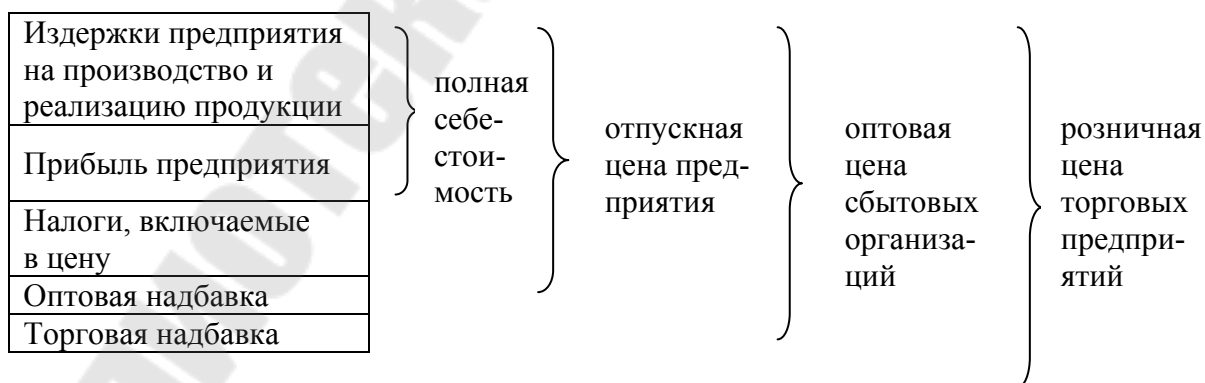 Издержки предприятия
на производство и
реализацию продукции
Прибыль предприятия
Налоги, включаемые
в цену
Оптовая надбавка
Торговая надбавка
полная
себе-
стои-
мость
отпускная
цена пред-
приятия
оптовая
цена
сбытовых
организа-
ций
розничная
цена
торговых
предпри-
ятий